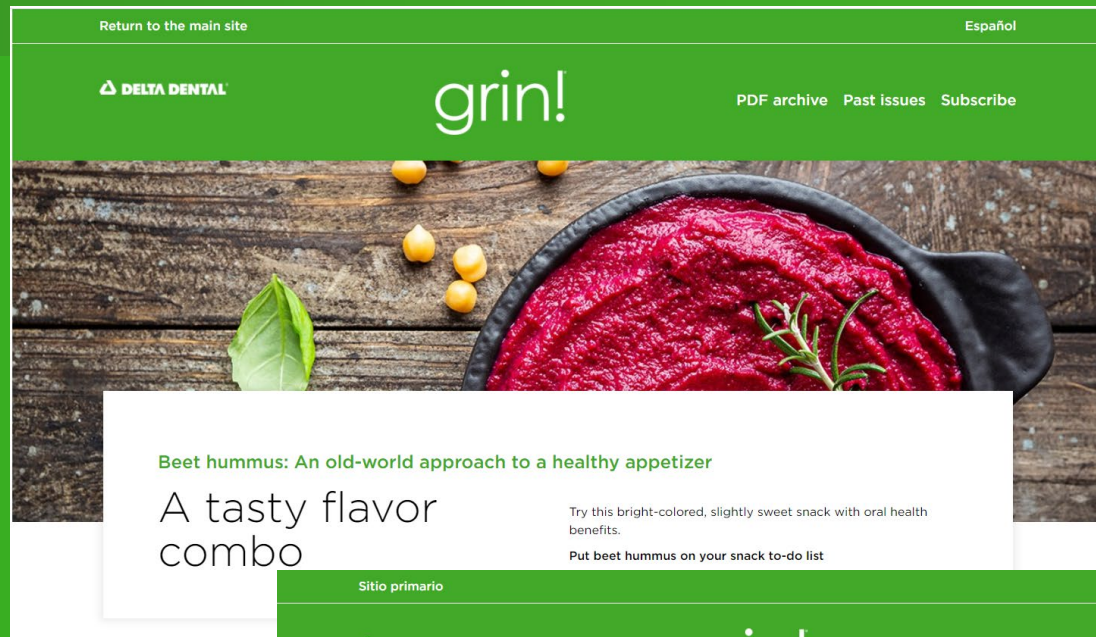 Return to the main site
Español
DELTA DENTAL
grin!
PDF archive Past issues Subscribe
Beet hummus: An old-world approach to a healthy appetizer
A tasty flavor
combo
Try this bright-colored, slightly sweet snack with oral health
benefits.
Put beet hummus on your snack to-do list
Sitio primario